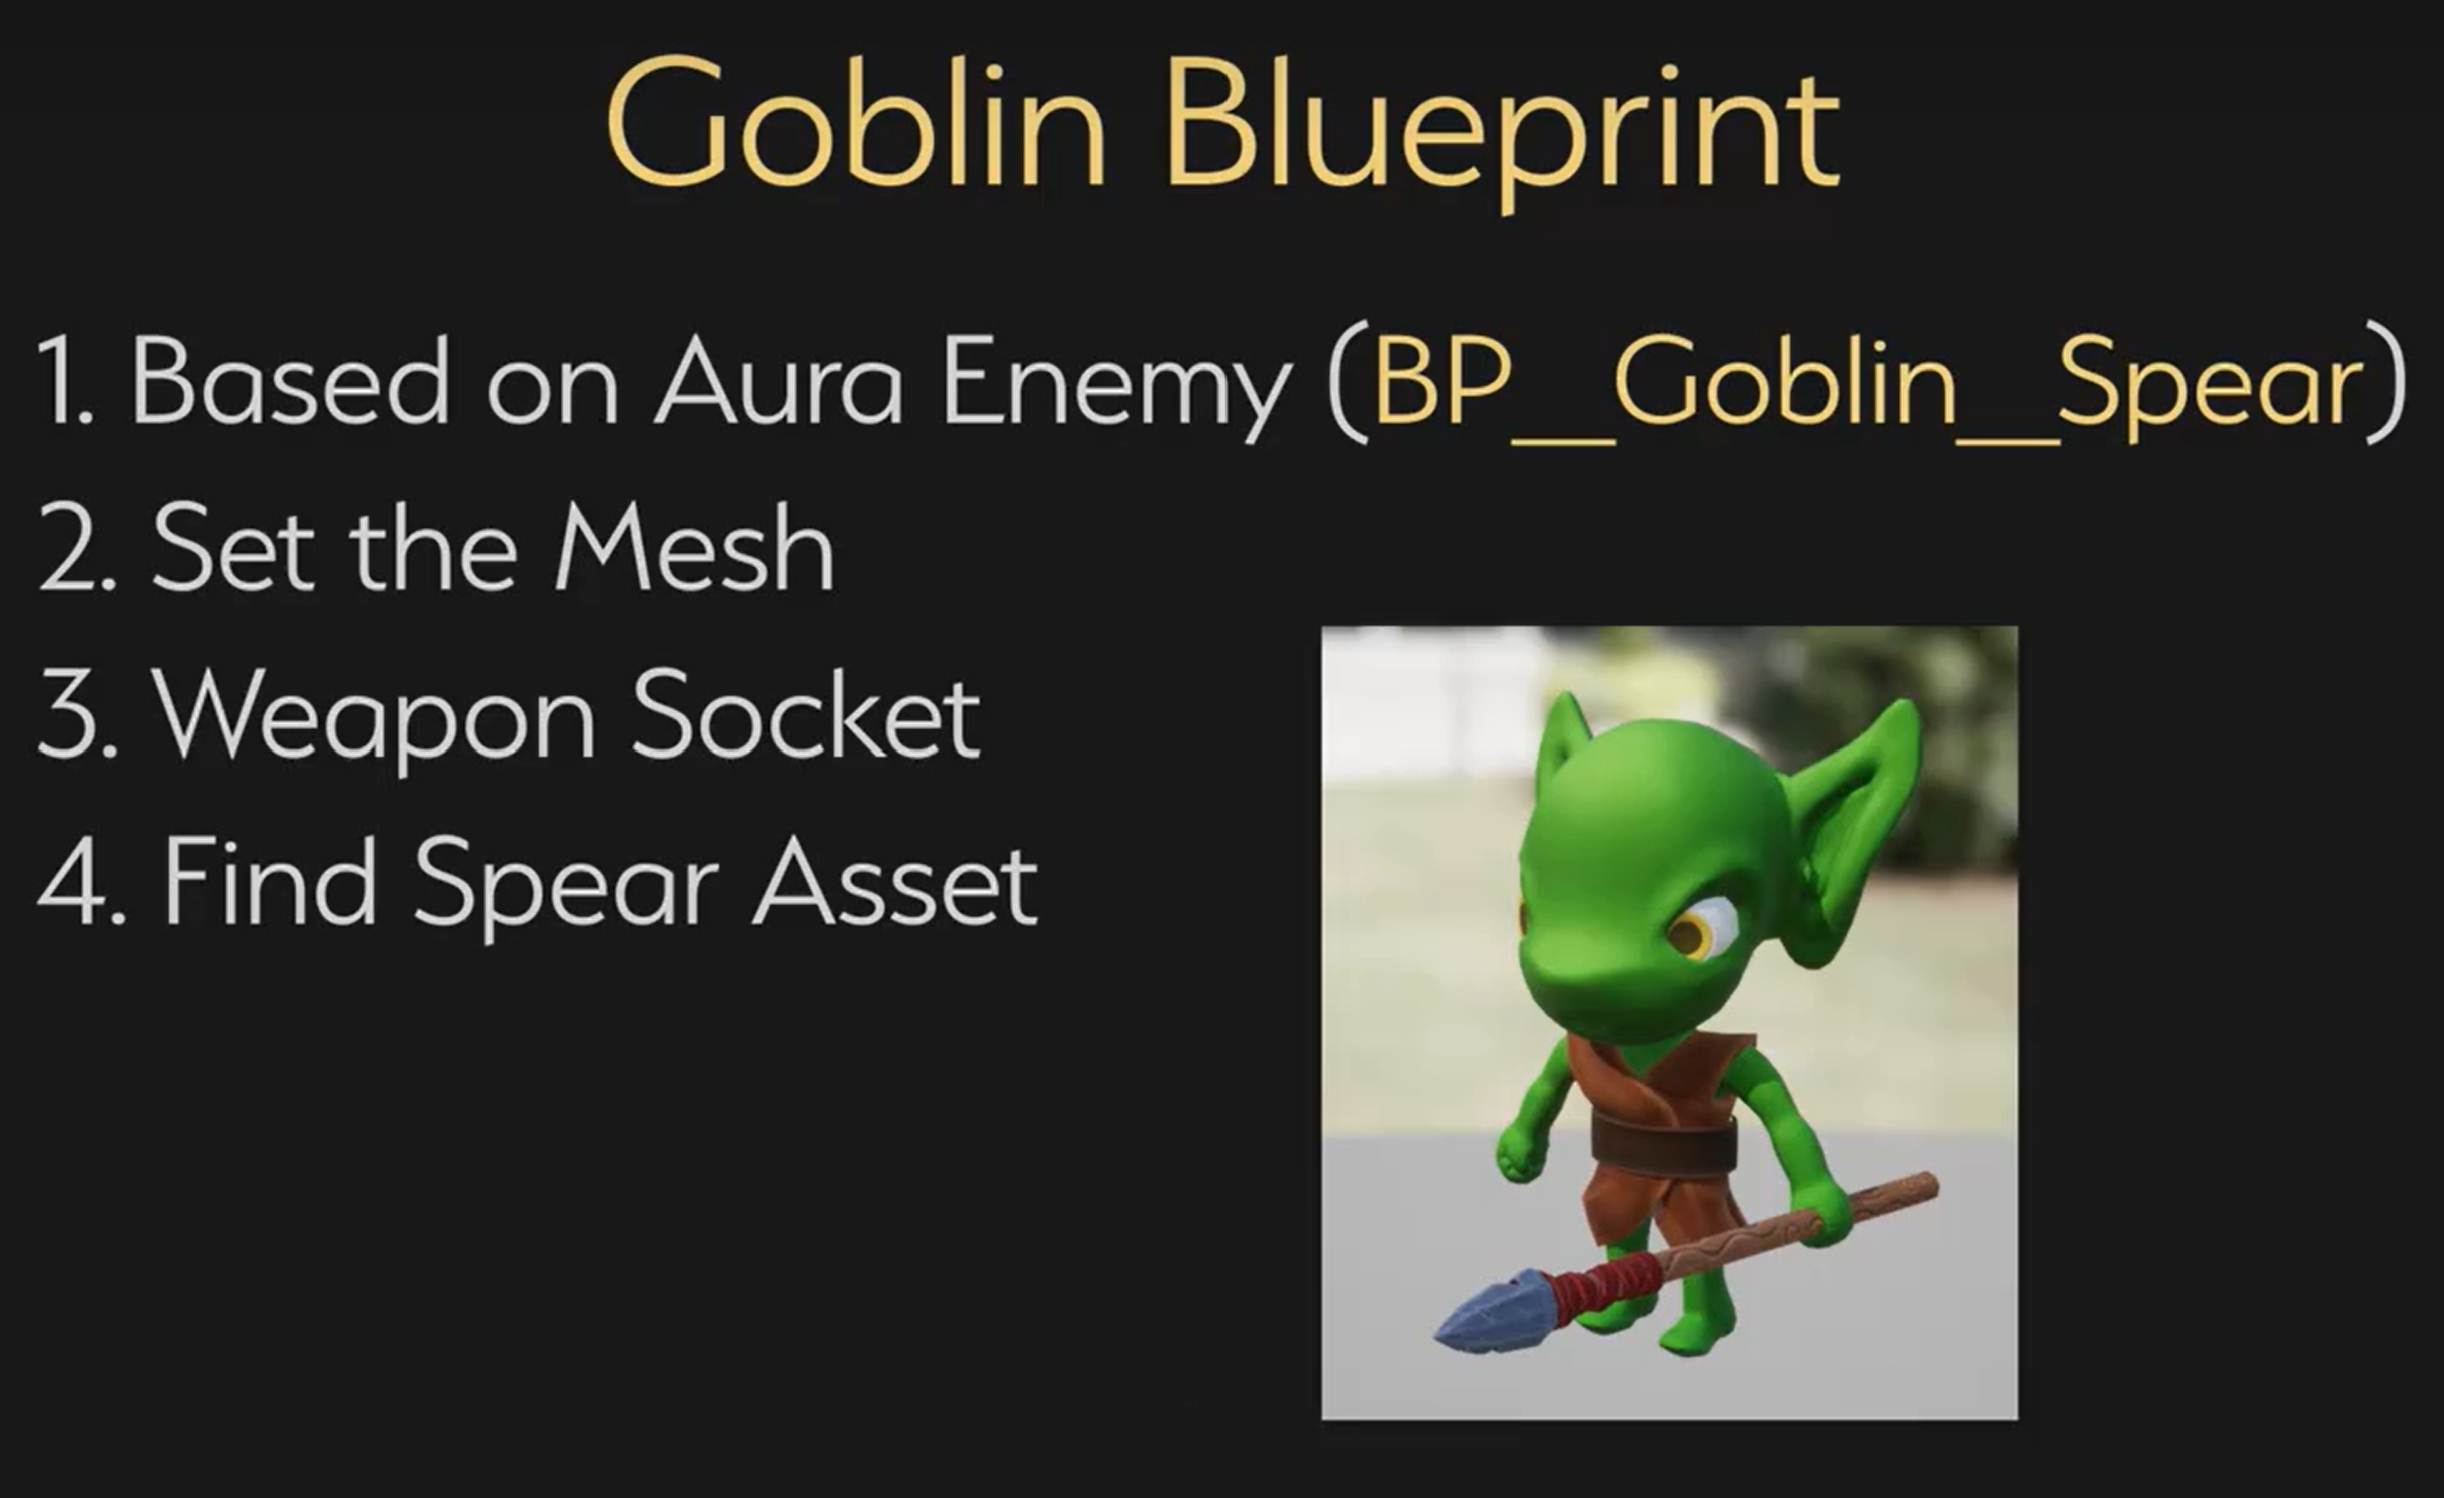 Goblin Blueprint
1. Based on Aura Enemy (BP_Goblin_Spear)
2. Set the Mesh
3. Weapon Socket
4. Find Spear Asset